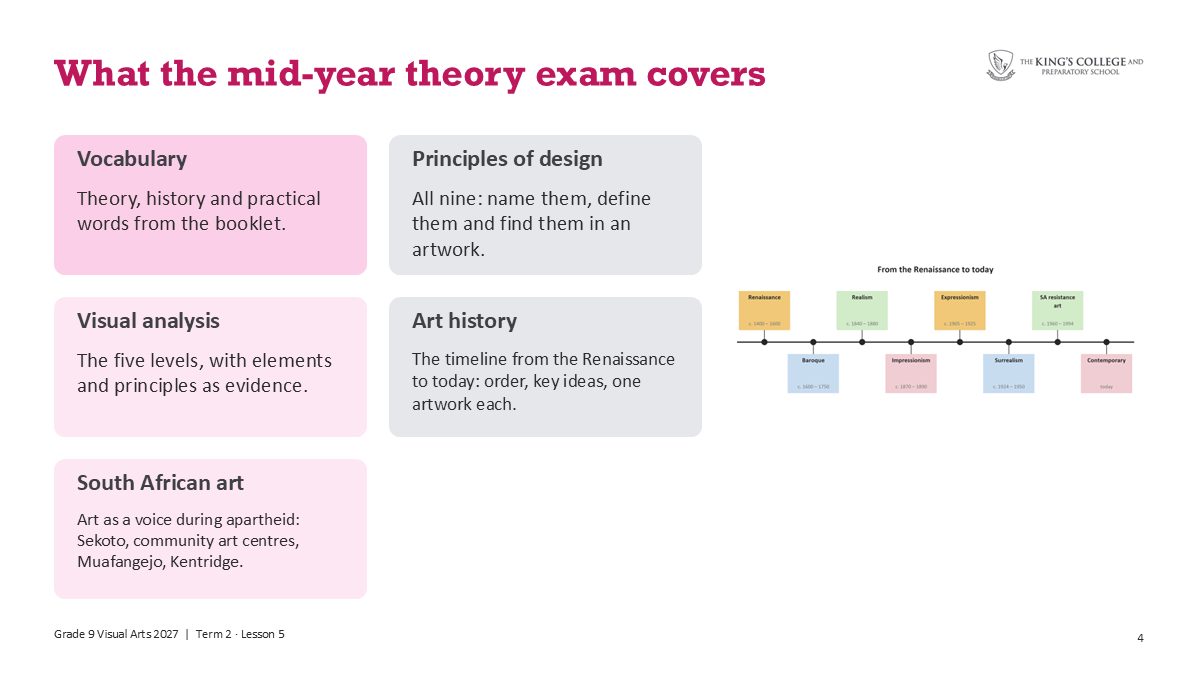 What the mid-year theory exam covers
THE KING'S COLLEGE AND
PREPARATORY SCHOOL
Vocabulary
Theory, history and practical
words from the booklet.
Principles of design
All nine: name them, define
them and find them in an
artwork.
Visual analysis
The five levels, with elements
and principles as evidence.
Art history
The timeline from the Renaissance
to today: order, key ideas, one
artwork each.
South African art
Art as a voice during apartheid:
Sekoto, community art centres,
Muafangejo, Kentridge.
From the Renaissance to today
Renaissance
c. 1400 – 1600
Realism
c. 1840 – 1880
Expressionism
c. 1905 – 1925
SA resistance
art
c. 1960 – 1994
Baroque
c. 1600 – 1750
Impressionism
c. 1870 – 1890
Surrealism
c. 1924 – 1950
Contemporary
today
Grade 9 Visual Arts 2027 | Term 2 · Lesson 5
4